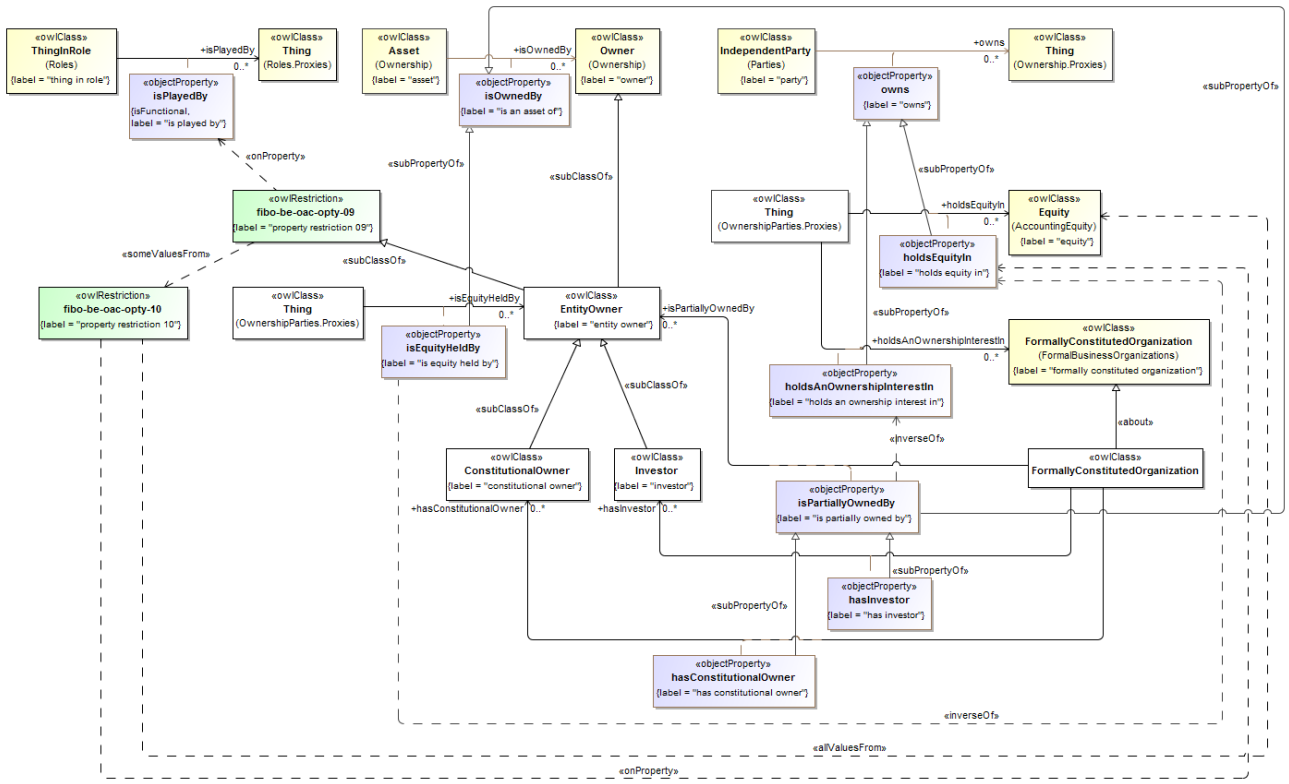 «owlClass»
ThingInRole
(Roles)
{label = "thing in role"}
+isPlayedBy
0..*
«owlClass»
Thing
(Roles.Proxies)
«objectProperty»
isPlayedBy
{isFunctional,
label = "is played by"}
«owlClass»
Asset
(Ownership)
{label = "asset"}
+isOwnedBy
0..*
«owlClass»
Owner
(Ownership)
{label = "owner"}
«objectProperty»
isOwnedBy
{label = "is an asset of"}
«owlClass»
IndependentParty
(Parties)
{label = "party"}
+owns
0..*
«owlClass»
Thing
(Ownership.Proxies)
«objectProperty»
owns
{label = "owns"}
«subPropertyOf»
«onProperty»
«subPropertyOf»
«subClassOf»
«subPropertyOf»
«owlRestriction»
fibo-be-oac-opty-09
{label = "property restriction 09"}
«someValuesFrom»
«subClassOf»
«owlClass»
Thing
(OwnershipParties.Proxies)
+holdsEquityIn
0..*
«owlClass»
Equity
(AccountingEquity)
{label = "equity"}
«objectProperty»
holdsEquityIn
{label = "holds equity in"}
«owlRestriction»
fibo-be-oac-opty-10
{label = "property restriction 10"}
«owlClass»
Thing
(OwnershipParties.Proxies)
+isEquityHeldBy
0..*
«owlClass»
EntityOwner
{label = "entity owner"}
+isPartiallyOwnedBy
0..*
«objectProperty»
isEquityHeldBy
{label = "is equity held by"}
«subPropertyOf»
+holdsAnOwnershipInterestIn
0..*
«owlClass»
FormallyConstitutedOrganization
(FormalBusinessOrganizations)
{label = "formally constituted organization"}
«objectProperty»
holdsAnOwnershipInterestIn
{label = "holds an ownership interest in"}
«subClassOf»
«subClassOf»
«inverseOf»
«about»
«owlClass»
ConstitutionalOwner
{label = "constitutional owner"}
«owlClass»
Investor
{label = "investor"}
«owlClass»
FormallyConstitutedOrganization
+hasConstitutionalOwner
0..*
+hasInvestor
0..*
«objectProperty»
isPartiallyOwnedBy
{label = "is partially owned by"}
«subPropertyOf»
«objectProperty»
hasInvestor
{label = "has investor"}
«subPropertyOf»
«objectProperty»
hasConstitutionalOwner
{label = "has constitutional owner"}
«inverseOf»
«allValuesFrom»
«onProperty»